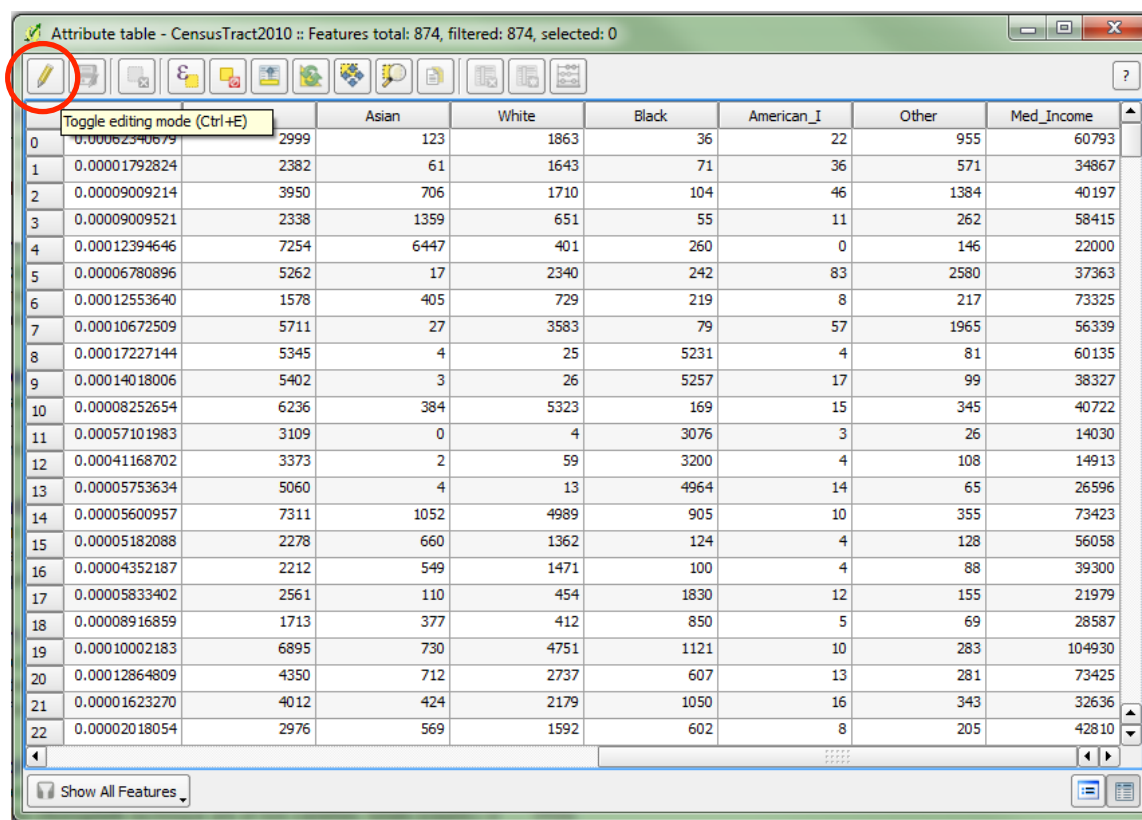 Attribute table - CensusTract2010 :: Features total: 874, filtered: 874, selected: 0
ε
?
Toggle editing mode (Ctrl+E) Asian White Black American_I Other Med_Income
0 0.00062340679 2999 123 1863 36 22 955 60793
1 0.00001792824 2382 61 1643 71 36 571 34867
2 0.00009009214 3950 706 1710 104 46 1384 40197
3 0.00009009521 2338 1359 651 55 11 262 58415
4 0.00012394646 7254 6447 401 260 0 146 22000
5 0.00006780896 5262 17 2340 242 83 2580 37363
6 0.00012553640 1578 405 729 219 8 217 73325
7 0.00010672509 5711 27 3583 79 57 1965 56339
8 0.00017227144 5345 4 25 5231 4 81 60135
9 0.00014018006 5402 3 26 5257 17 99 38327
10 0.00008252654 6236 384 5323 169 15 345 40722
11 0.00057101983 3109 0 4 3076 3 26 14030
12 0.00041168702 3373 2 59 3200 4 108 14913
13 0.00005753634 5060 4 13 4964 14 65 26596
14 0.00005600957 7311 1052 4989 905 10 355 73423
15 0.00005182088 2278 660 1362 124 4 128 56058
16 0.00004352187 2212 549 1471 100 4 88 39300
17 0.00005833402 2561 110 454 1830 12 155 21979
18 0.00008916859 1713 377 412 850 5 69 28587
19 0.00010002183 6895 730 4751 1121 10 283 104930
20 0.00012864809 4350 712 2737 607 13 281 73425
21 0.00001623270 4012 424 2179 1050 16 343 32636
22 0.00002018054 2976 569 1592 602 8 205 42810
Show All Features